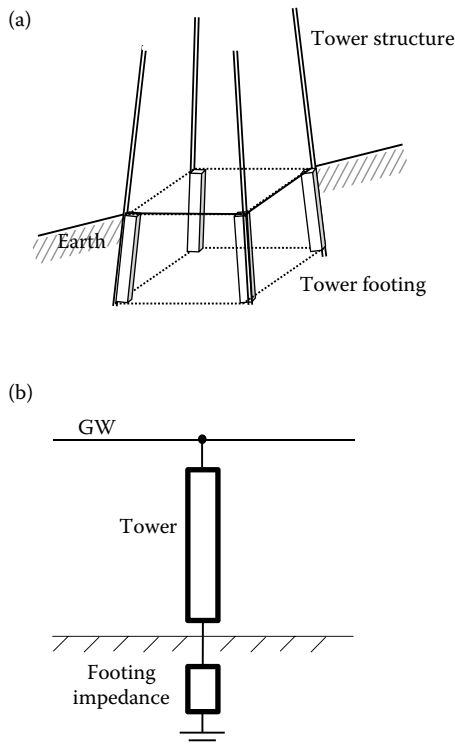 (a)
Tower structure
Earth
Tower footing
(b)
GW
Tower
Footing
impedance